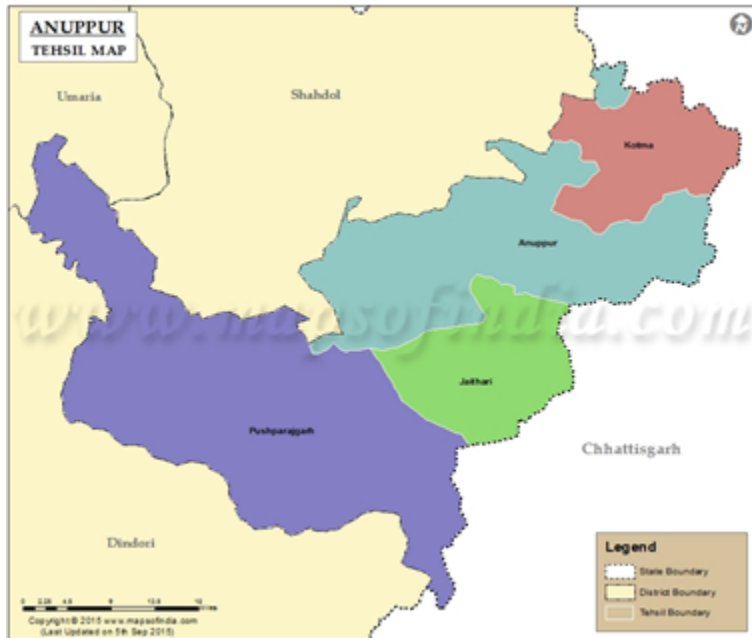 ANUPPUR
TEHSIL MAP
Umaria
Shahdol
Kotma
Anuppur
www.mapsofindia.com
Jaithari
Pushparajgarh
Chhattisgarh
Dindori
Legend
State Boundary
District Boundary
Tehsil Boundary
Copyright © 2015 www.mapsofindia.com
(Last Updated on 5th Sep 2015)